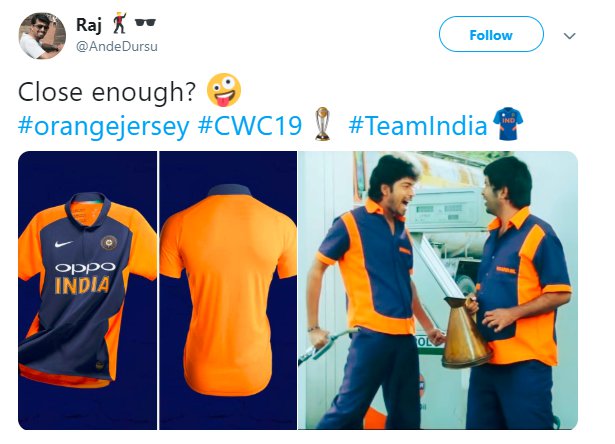 Raj
@AndeDursu
Follow
Close enough?
#orangejersey #CWC19 #TeamIndia
oppo
INDIA